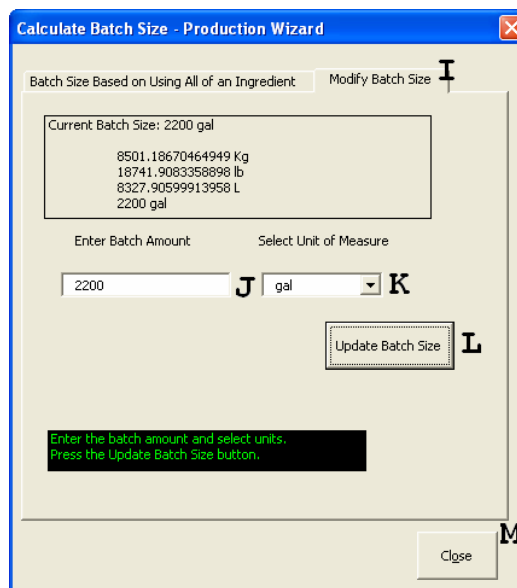 Calculate Batch Size - Production Wizard
Batch Size Based on Using All of an Ingredient Modify Batch Size I
Current Batch Size: 2200 gal
8501.18670464949 Kg
18741.9083358898 lb
8327.90599913958 L
2200 gal
Enter Batch Amount Select Unit of Measure
2200 J gal K
Update Batch Size L
Enter the batch amount and select units.
Press the Update Batch Size button.
M
Close